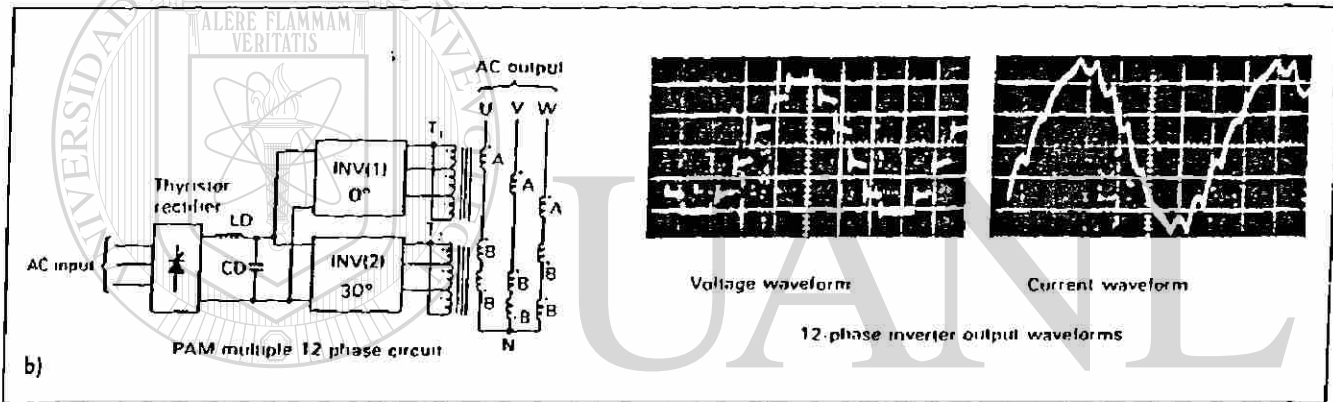 ALERE FLAMMAM
VERITATIS
UNIVERSIDAD
UANL
AC output
U V W
T₁
A
A
A
INV(1)
0°
Thyristor
rectifier
LD
CD
AC input
INV(2)
30°
B
B
B
B
B
B
N
PAM multiple 12 phase circuit
Voltage waveform
Current waveform
12-phase inverter output waveforms
b)